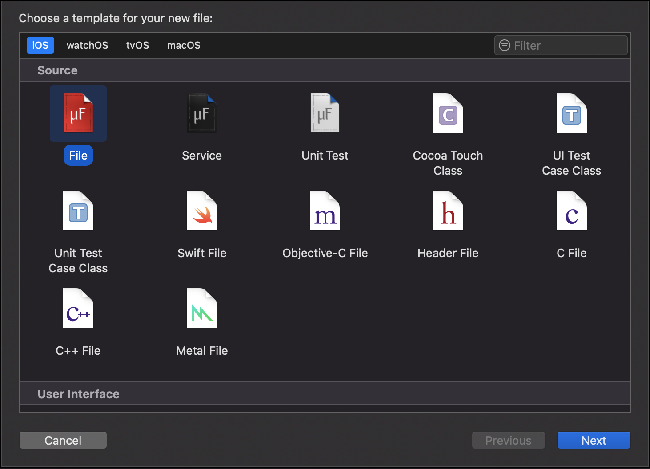 Choose a template for your new file:
iOS watchOS tvOS macOS Filter
Source
µF µF µF C T
File Service Unit Test Cocoa Touch Class UI Test Case Class
T m h c
Unit Test Case Class Swift File Objective-C File Header File C File
C++
C++ File Metal File
User Interface
Cancel Previous Next